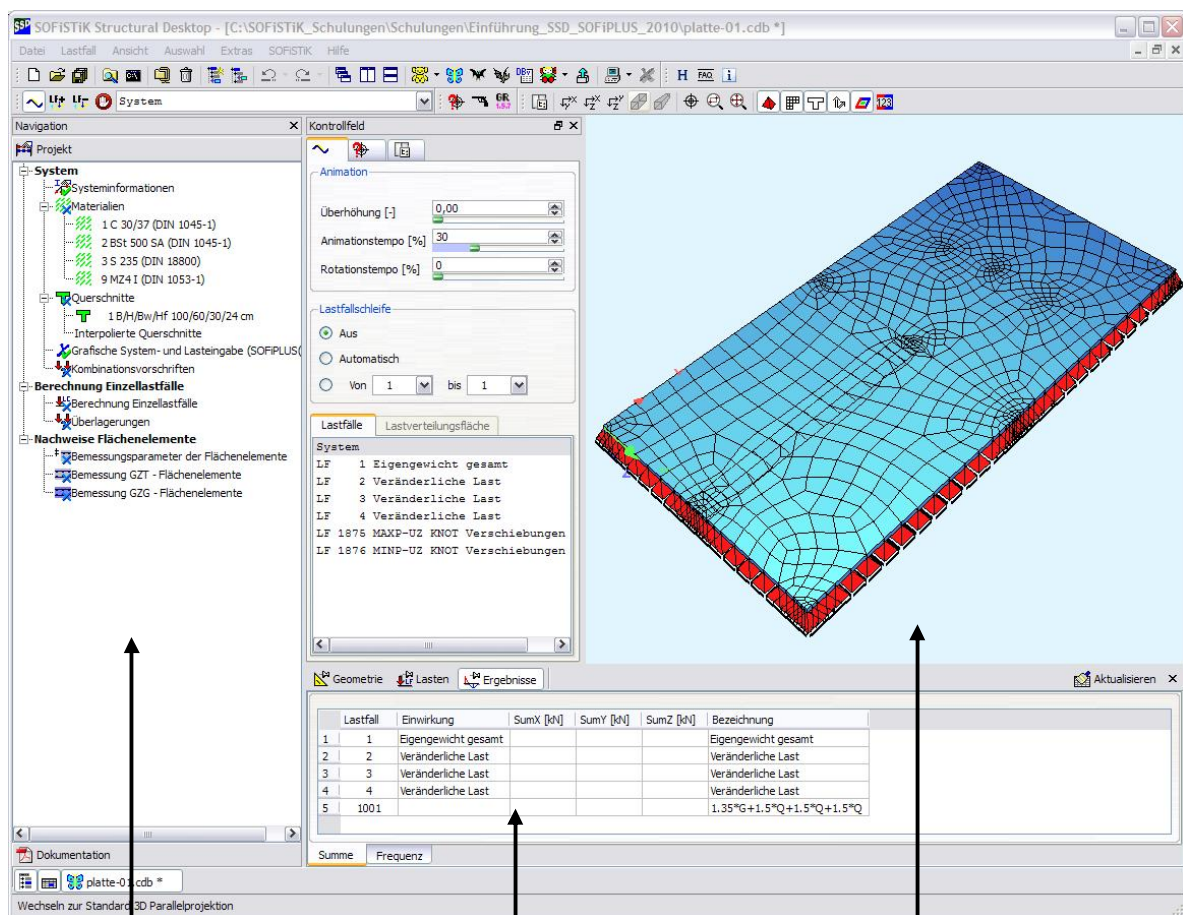 SOFiSTiK Structural Desktop - [C:\SOFiSTiK_Schulungen\Schulungen\Einführung_SSD_SOFiPLUS_2010\platte-01.cdb *]
Datei Lastfall Ansicht Auswahl Extras SOFiSTiK Hilfe
H FAQ i
System
Navigation
Projekt
System
Systeminformationen
Materialien
1 C 30/37 (DIN 1045-1)
2 BSt 500 SA (DIN 1045-1)
3 S 235 (DIN 18800)
9 MZ4 I (DIN 1053-1)
Querschnitte
1 B/H/Bw/Hf 100/60/30/24 cm
Interpolierte Querschnitte
Grafische System- und Lasteingabe (SOFiPLUS(
Kombinationsvorschriften
Berechnung Einzellastfälle
Berechnung Einzellastfälle
Überlagerungen
Nachweise Flächenelemente
Bemessungsparameter der Flächenelemente
Bemessung GZT - Flächenelemente
Bemessung GZG - Flächenelemente
Dokumentation
Kontrollfeld
Animation
Überhöhung [-] 0,00
Animationstempo [%] 30
Rotationstempo [%] 0
Lastfallschleife
Aus
Automatisch
Von 1 bis 1
Lastfälle Lastverteilungsfläche
System
LF 1 Eigengewicht gesamt
LF 2 Veränderliche Last
LF 3 Veränderliche Last
LF 4 Veränderliche Last
LF 1875 MAXP-UZ KNOT Verschiebungen
LF 1876 MINP-UZ KNOT Verschiebungen
Geometrie Lasten Ergebnisse Aktualisieren
Lastfall Einwirkung SumX [kN] SumY [kN] SumZ [kN] Bezeichnung
1 1 Eigengewicht gesamt Eigengewicht gesamt
2 2 Veränderliche Last Veränderliche Last
3 3 Veränderliche Last Veränderliche Last
4 4 Veränderliche Last Veränderliche Last
5 1001 1.35*G+1.5*Q+1.5*Q+1.5*Q
Summe Frequenz
platte-01.cdb *
Wechseln zur Standard 3D Parallelprojektion